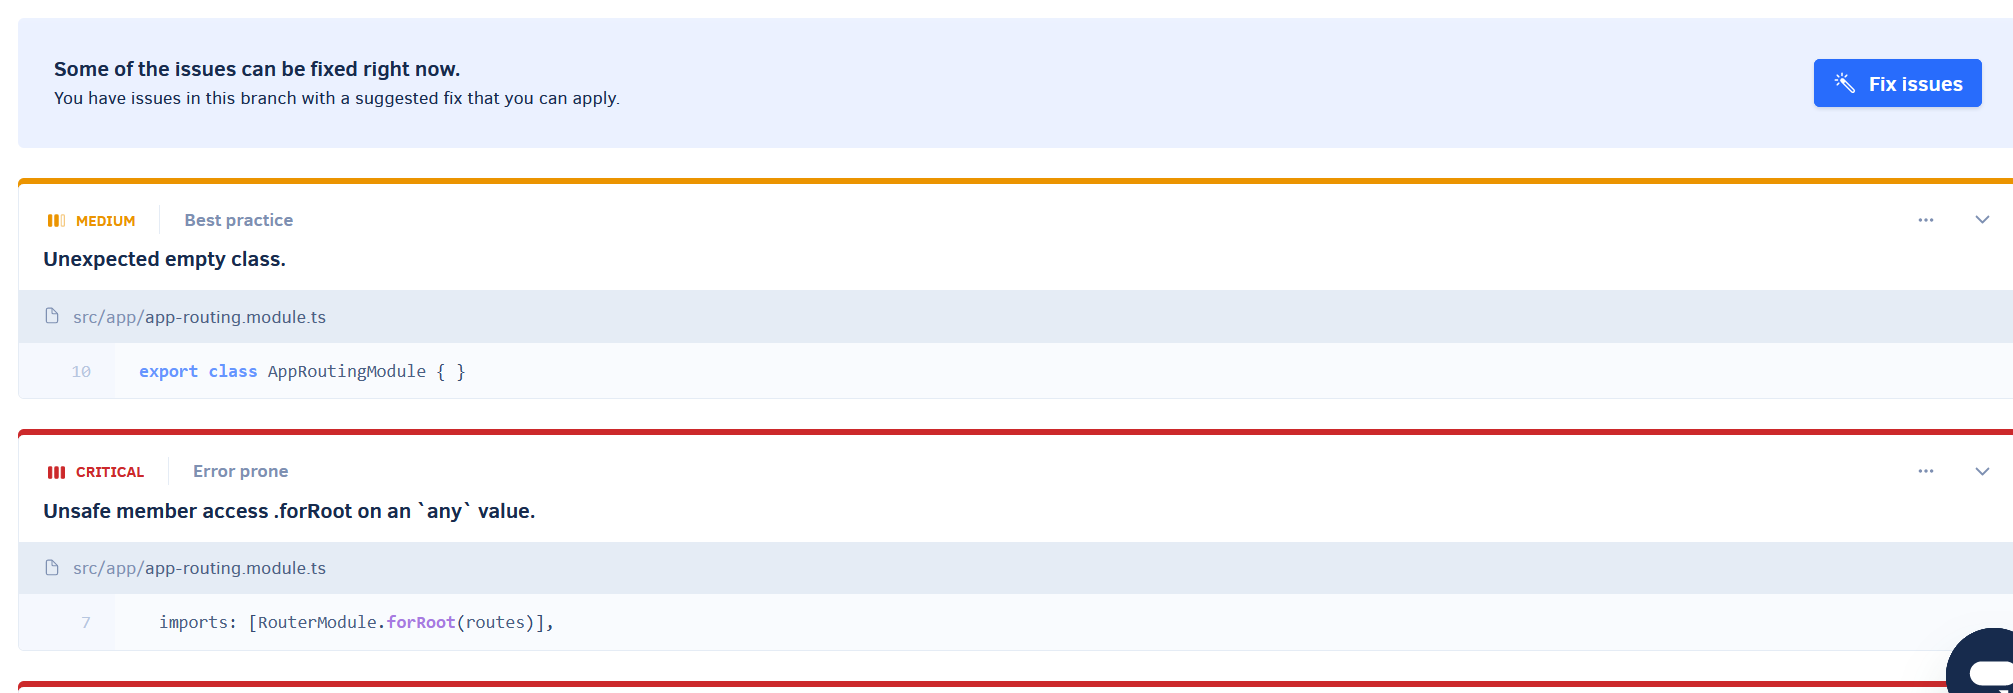 Some of the issues can be fixed right now.
You have issues in this branch with a suggested fix that you can apply.
Fix issues
MEDIUM Best practice
Unexpected empty class.
src/app/app-routing.module.ts
10 export class AppRoutingModule { }
CRITICAL Error prone
Unsafe member access .forRoot on an `any` value.
src/app/app-routing.module.ts
7 imports: [RouterModule.forRoot(routes)],